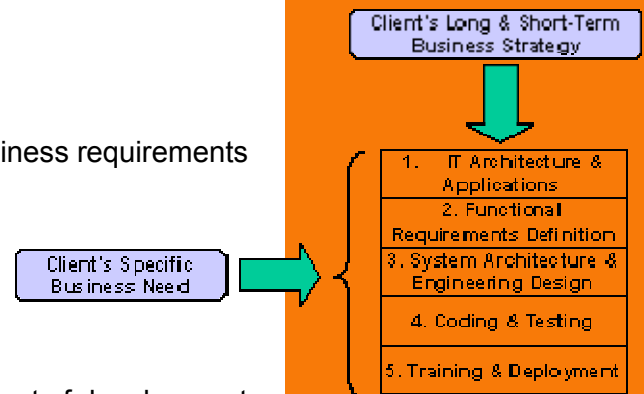 Client's Long & Short-Term
Business Strategy
iness requirements
1. IT Architecture &
Applications
2. Functional
Requirements Definition
Client's Specific
Business Need
3. System Architecture &
Engineering Design
4. Coding & Testing
5. Training & Deployment